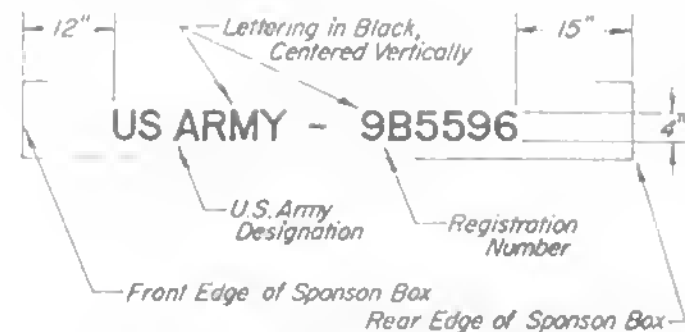 12"
Lettering in Black,
Centered Vertically
15"
US ARMY - 9B5596
4"
U.S. Army
Designation
Registration
Number
Front Edge of Sponson Box
Rear Edge of Sponson Box